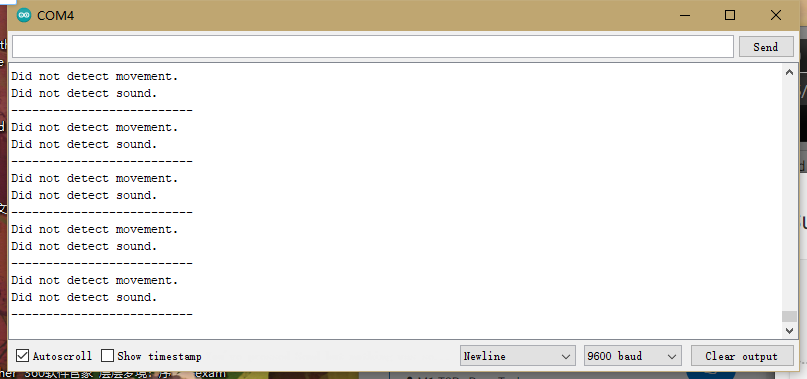 COM4
Send
Did not detect movement.
Did not detect sound.
--------------------------
Did not detect movement.
Did not detect sound.
--------------------------
Did not detect movement.
Did not detect sound.
--------------------------
Did not detect movement.
Did not detect sound.
--------------------------
Did not detect movement.
Did not detect sound.
--------------------------
Autoscroll Show timestamp Newline 9600 baud Clear output